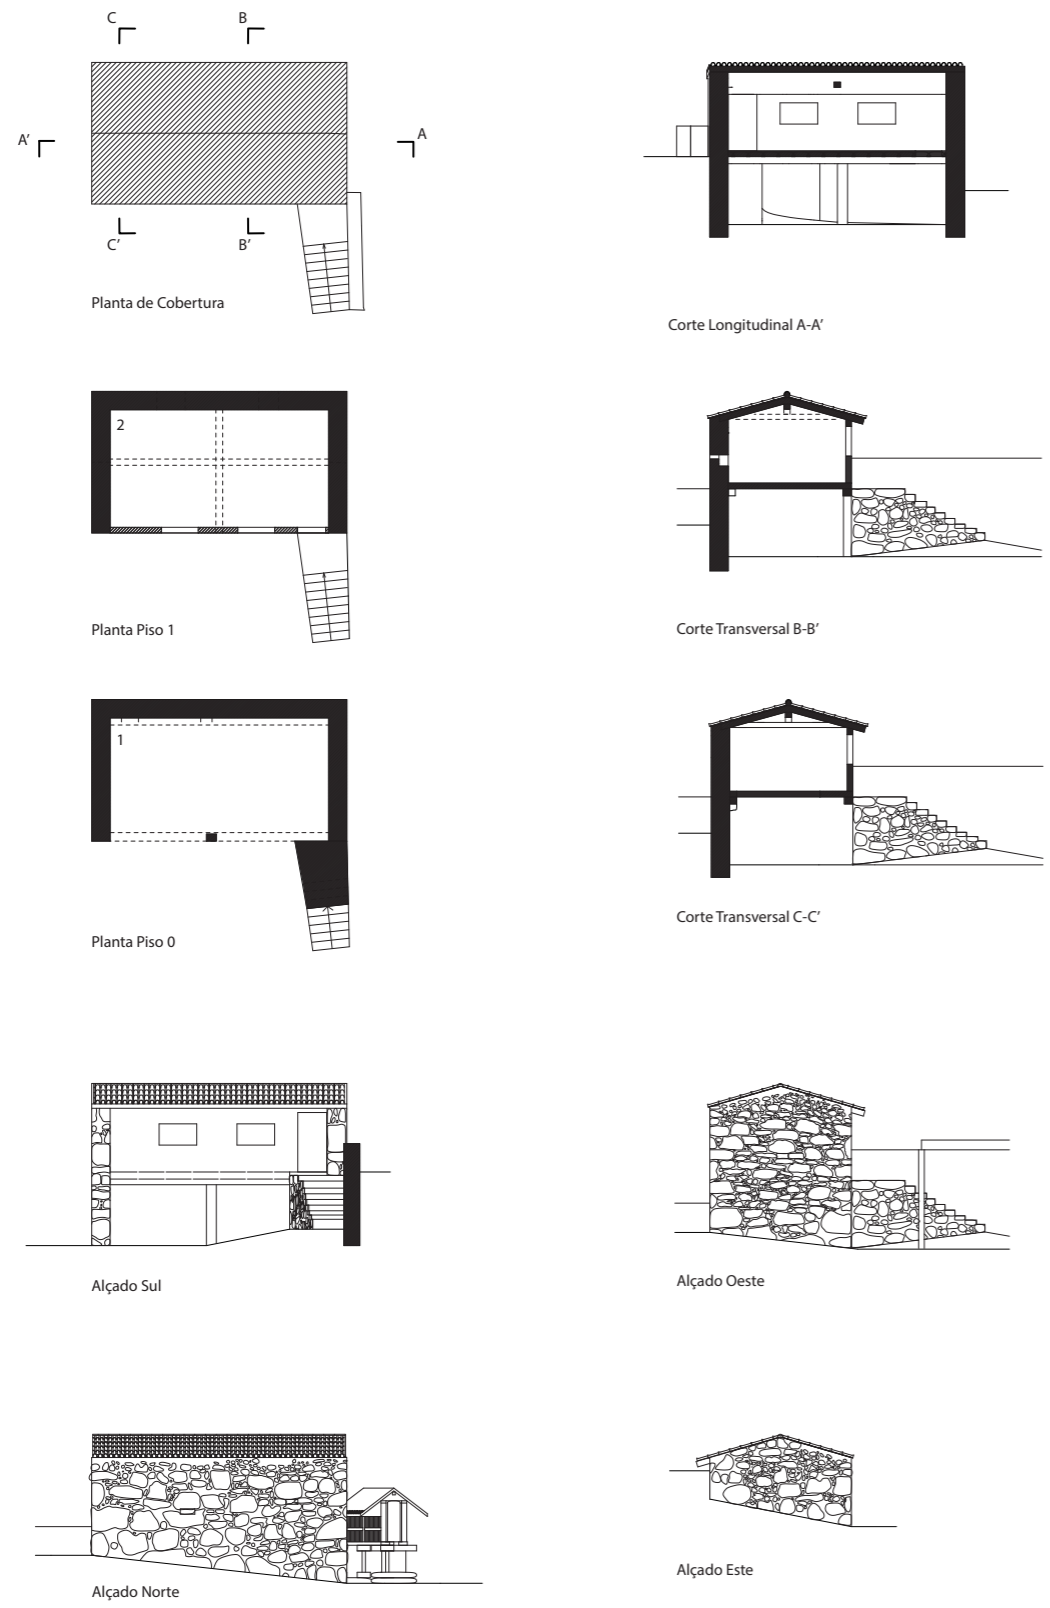 C B
A’ A
C’ B’
Planta de Cobertura
Corte Longitudinal A-A’
2
Planta Piso 1
Corte Transversal B-B’
1
Planta Piso 0
Corte Transversal C-C’
Alçado Sul
Alçado Oeste
Alçado Norte
Alçado Este